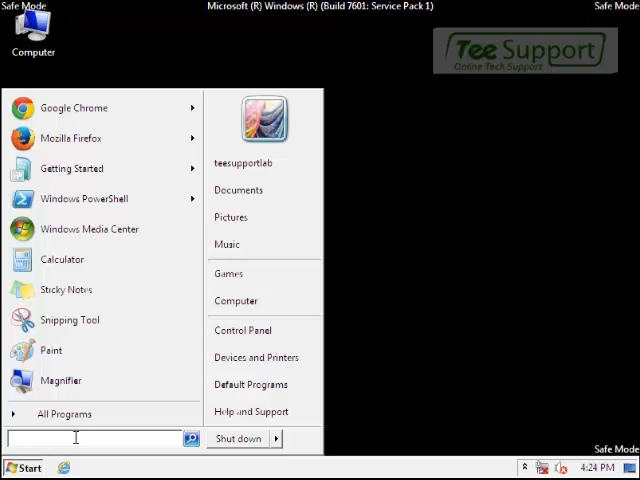 Safe Mode
Microsoft (R) Windows (R) (Build 7601: Service Pack 1)
Safe Mode
Computer
Tee Support
Online Tech Support
Google Chrome
Mozilla Firefox
Getting Started
Windows PowerShell
Windows Media Center
Calculator
Sticky Notes
Snipping Tool
Paint
Magnifier
All Programs
teesupportlab
Documents
Pictures
Music
Games
Computer
Control Panel
Devices and Printers
Default Programs
Help and Support
Shut down
Safe Mode
Start
4:24 PM